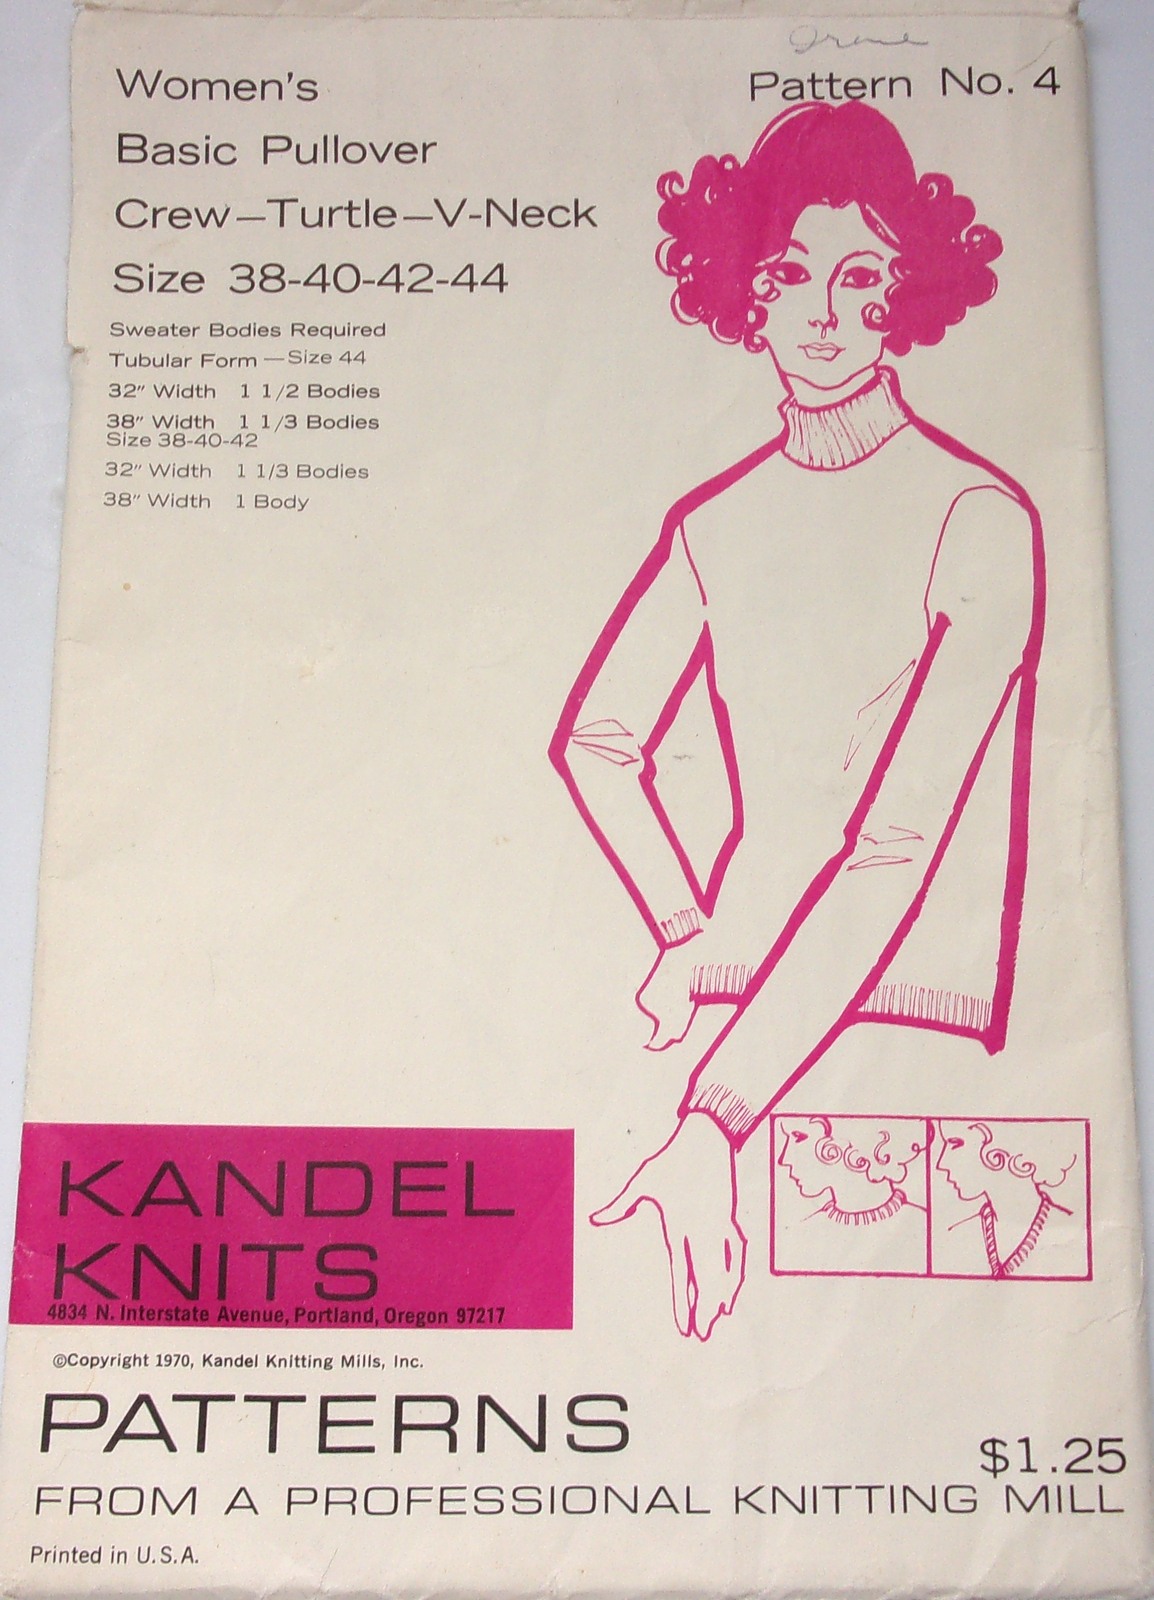 Irene
Women's
Pattern No. 4
Basic Pullover
Crew—Turtle—V-Neck
Size 38-40-42-44
Sweater Bodies Required
Tubular Form — Size 44
32" Width 1 1/2 Bodies
38" Width 1 1/3 Bodies
Size 38-40-42
32" Width 1 1/3 Bodies
38" Width 1 Body
KANDEL
KNITS
4834 N. Interstate Avenue, Portland, Oregon 97217
©Copyright 1970, Kandel Knitting Mills, Inc.
PATTERNS
$1.25
FROM A PROFESSIONAL KNITTING MILL
Printed in U.S.A.